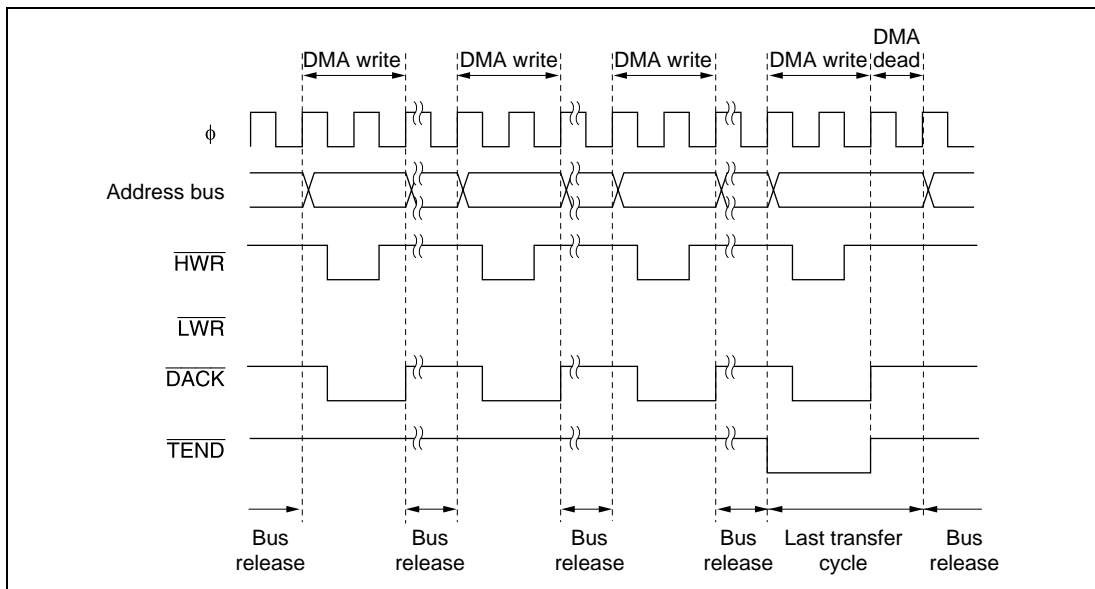 DMA
DMA write DMA write DMA write DMA write dead
ϕ
Address bus
HWR
LWR
DACK
TEND
Bus release
Bus release
Bus release
Bus release
Last transfer cycle
Bus release